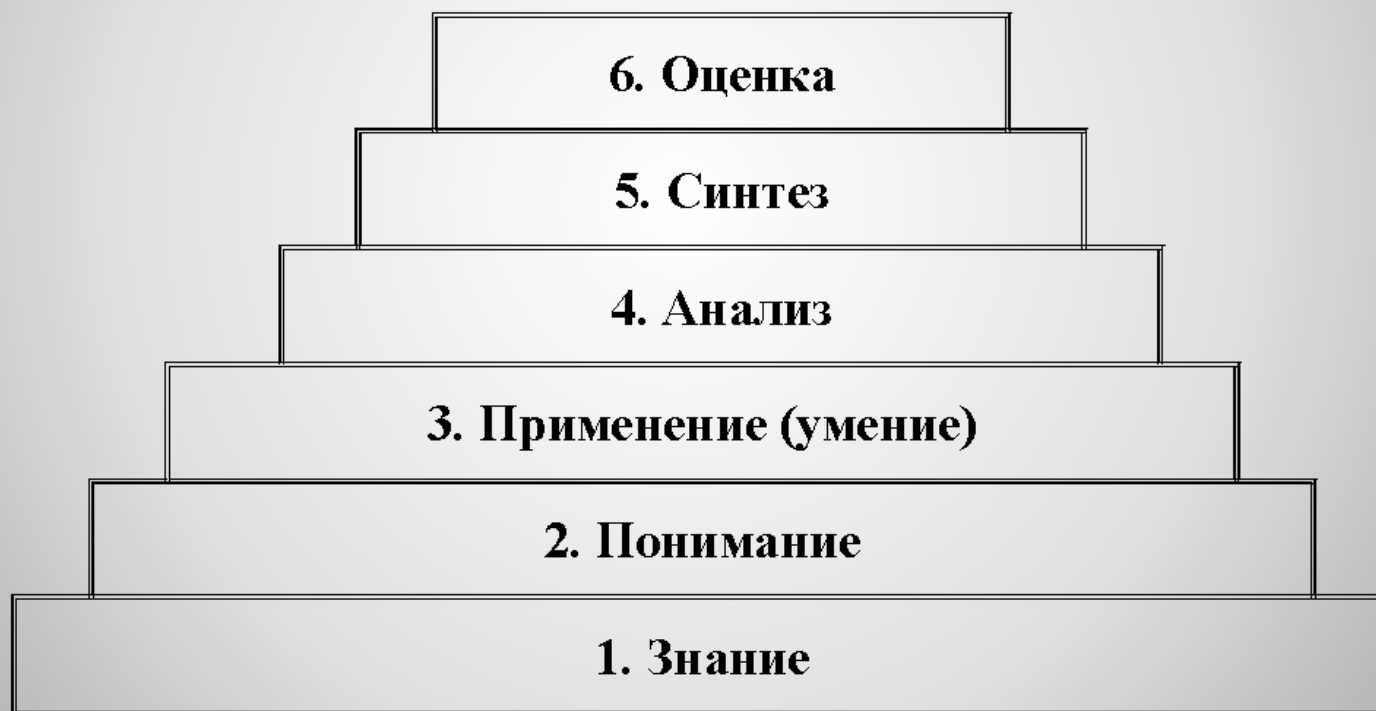 6. Оценка
5. Синтез
4. Анализ
3. Применение (умение)
2. Понимание
1. Знание